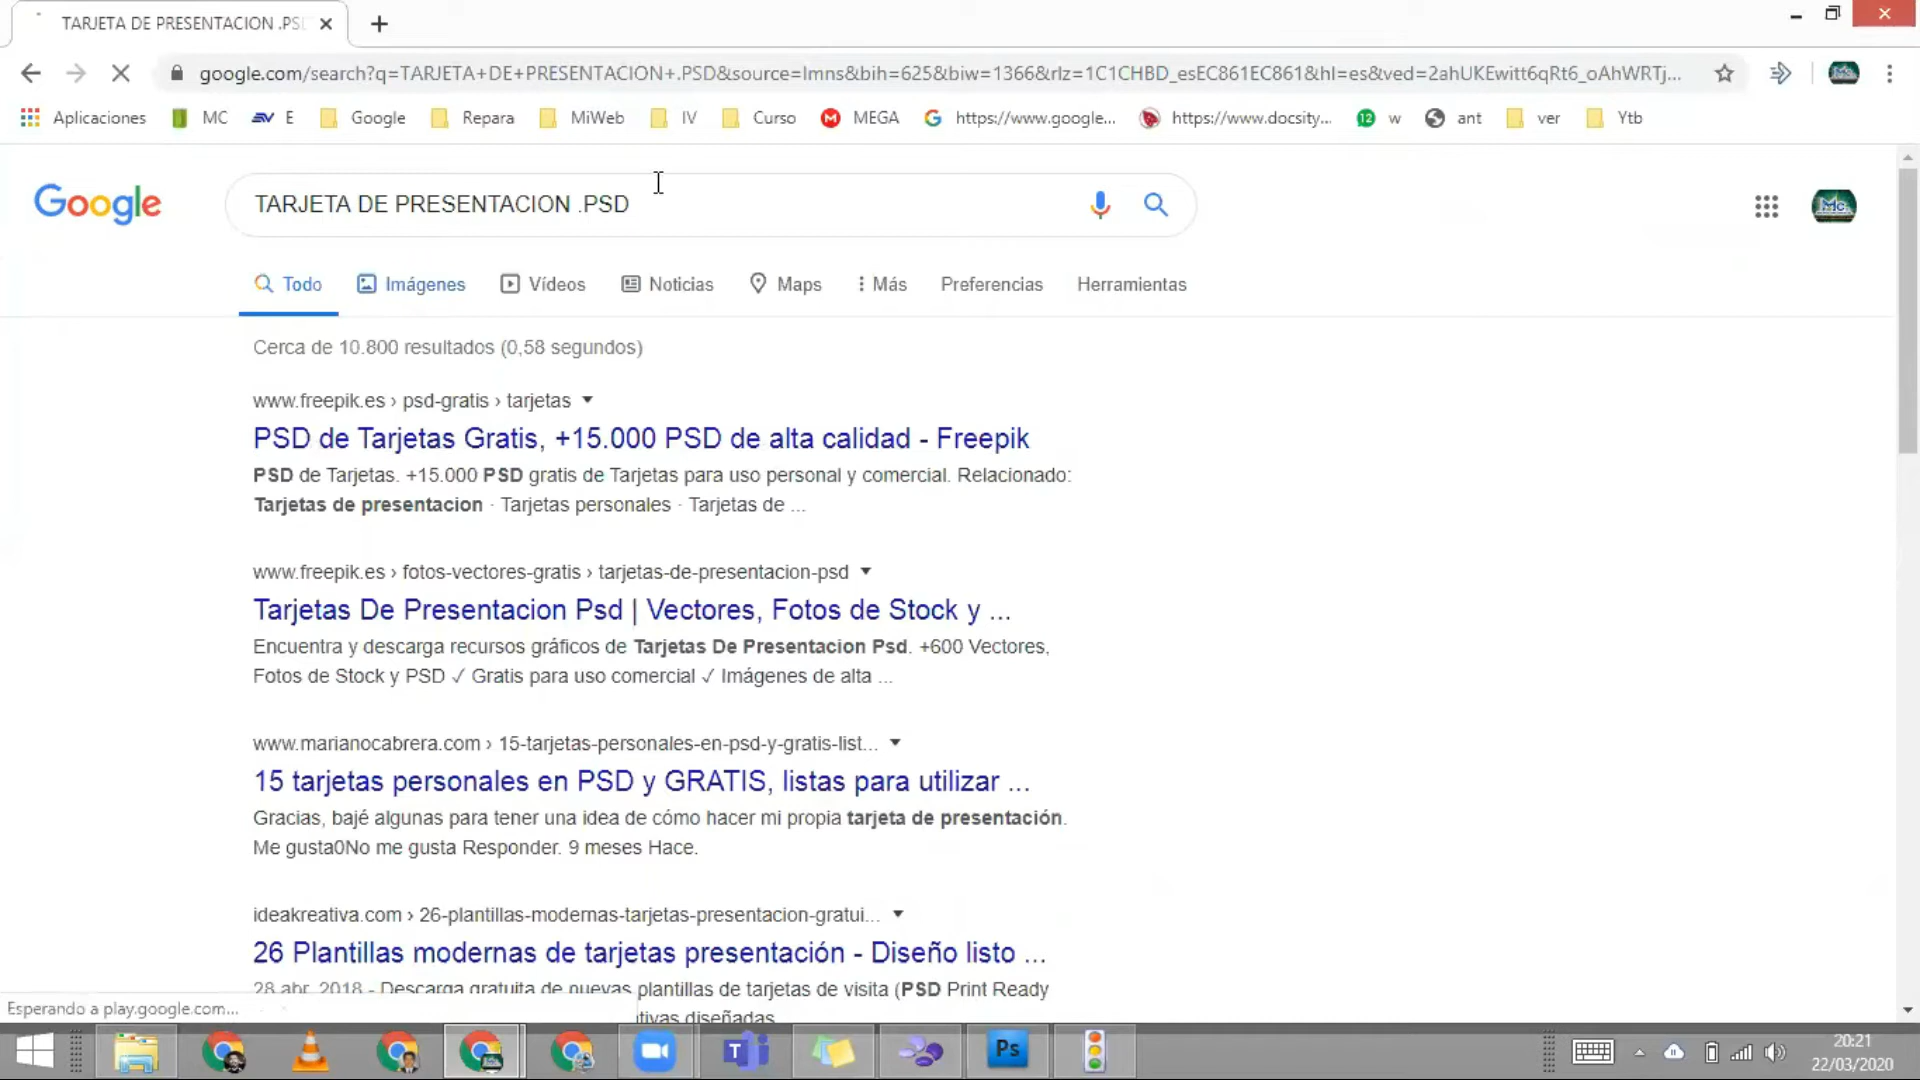 TARJETA DE PRESENTACION .PS
google.com/search?q=TARJETA+DE+PRESENTACION+.PSD&source=lmns&bih=625&biw=1366&rlz=1C1CHBD_esEC861EC861&hl=es&ved=2ahUKEwitt6qRt6_oAhWRTj...
Aplicaciones MC E Google Repara MiWeb IV Curso MEGA https://www.google... https://www.docsity... 12 w ant ver Ytb
Google TARJETA DE PRESENTACION .PSD Mc
Todo Imágenes Vídeos Noticias Maps Más Preferencias Herramientas
Cerca de 10.800 resultados (0,58 segundos)
www.freepik.es › psd-gratis › tarjetas
PSD de Tarjetas Gratis, +15.000 PSD de alta calidad - Freepik
PSD de Tarjetas. +15.000 PSD gratis de Tarjetas para uso personal y comercial. Relacionado:
Tarjetas de presentacion · Tarjetas personales · Tarjetas de ...
www.freepik.es › fotos-vectores-gratis › tarjetas-de-presentacion-psd
Tarjetas De Presentacion Psd | Vectores, Fotos de Stock y ...
Encuentra y descarga recursos gráficos de Tarjetas De Presentacion Psd. +600 Vectores,
Fotos de Stock y PSD ✓ Gratis para uso comercial ✓ Imágenes de alta ...
www.marianocabrera.com › 15-tarjetas-personales-en-psd-y-gratis-list...
15 tarjetas personales en PSD y GRATIS, listas para utilizar ...
Gracias, bajé algunas para tener una idea de cómo hacer mi propia tarjeta de presentación.
Me gusta0No me gusta Responder. 9 meses Hace.
ideakreativa.com › 26-plantillas-modernas-tarjetas-presentacion-gratui...
26 Plantillas modernas de tarjetas presentación - Diseño listo ...
28 abr. 2018 - Descarga gratuita de nuevas plantillas de tarjetas de visita (PSD Print Ready
tivas diseñadas
Esperando a play.google.com...
T Ps
20:21
22/03/2020